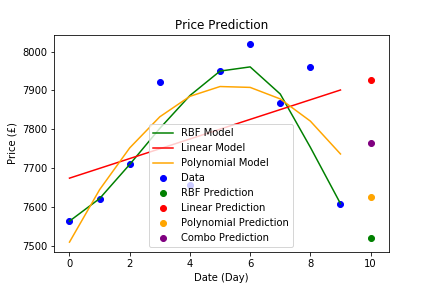 Price Prediction
8000
7900
7800
7700
7600
7500
Price (£)
RBF Model
Linear Model
Polynomial Model
Data
RBF Prediction
Linear Prediction
Polynomial Prediction
Combo Prediction
0
2
4
6
8
10
Date (Day)